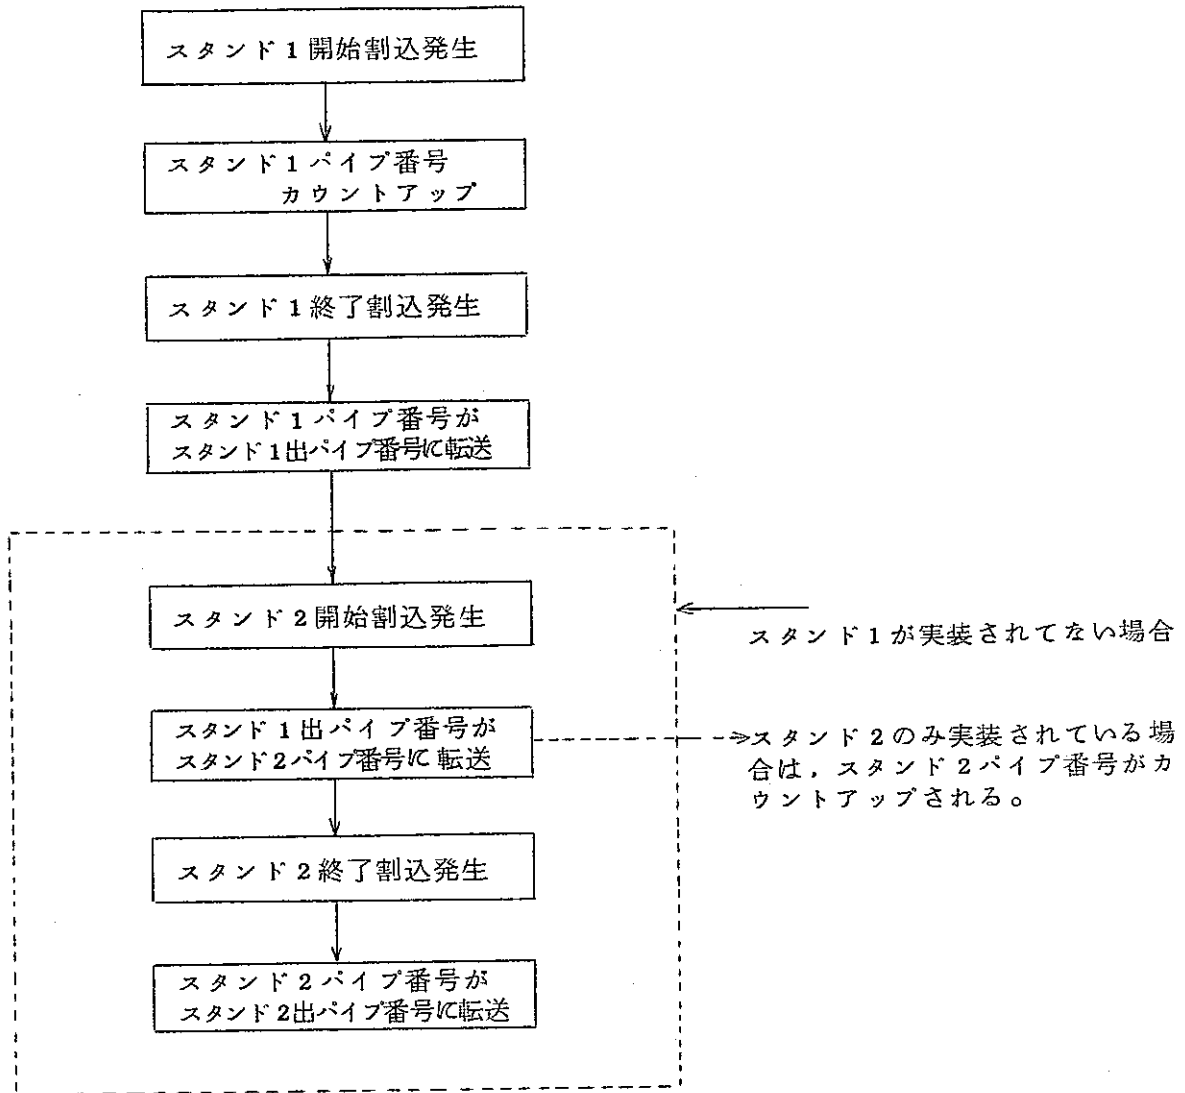 スタンド1開始割込発生
スタンド1パイプ番号
カウントアップ
スタンド1終了割込発生
スタンド1パイプ番号が
スタンド1出パイプ番号に転送
スタンド2開始割込発生
スタンド1が実装されてない場合
スタンド1出パイプ番号が
スタンド2パイプ番号に転送
スタンド2のみ実装されている場
合は，スタンド2パイプ番号がカ
ウントアップされる。
スタンド2終了割込発生
スタンド2パイプ番号が
スタンド2出パイプ番号に転送